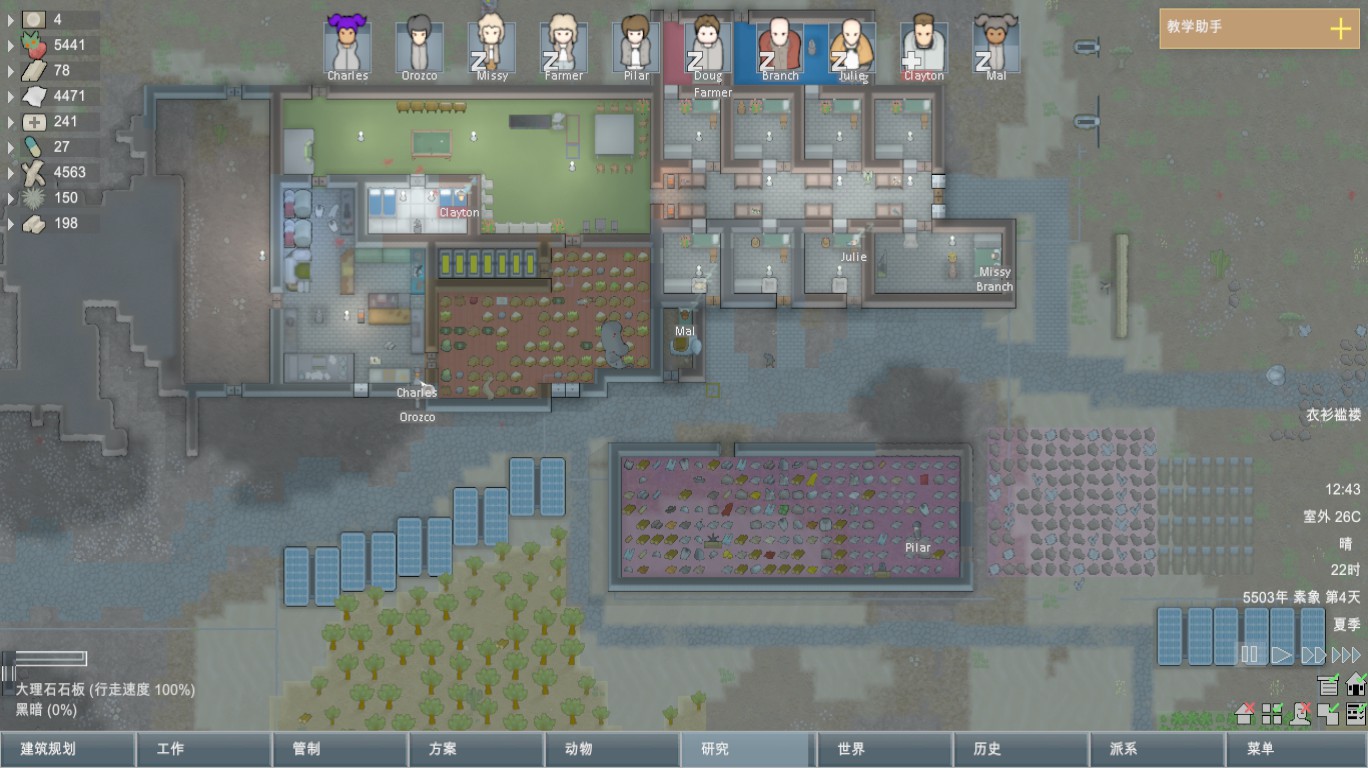 4
5441
78
4471
241
27
4563
150
198
Charles
Orozco
Z
Missy
Z
Farmer
Pilar
Z
Doug
Z
Branch
Z
Julie
Clayton
Z
Mal
教学助手
Farmer
Clayton
Julie
Missy
Branch
Mal
Charles
Orozco
Pilar
衣衫褴褛
12:43
室外 26C
晴
22时
5503年 素象 第4天
夏季
大理石石板 (行走速度 100%)
黑暗 (0%)
建筑规划
工作
管制
方案
动物
研究
世界
历史
派系
菜单